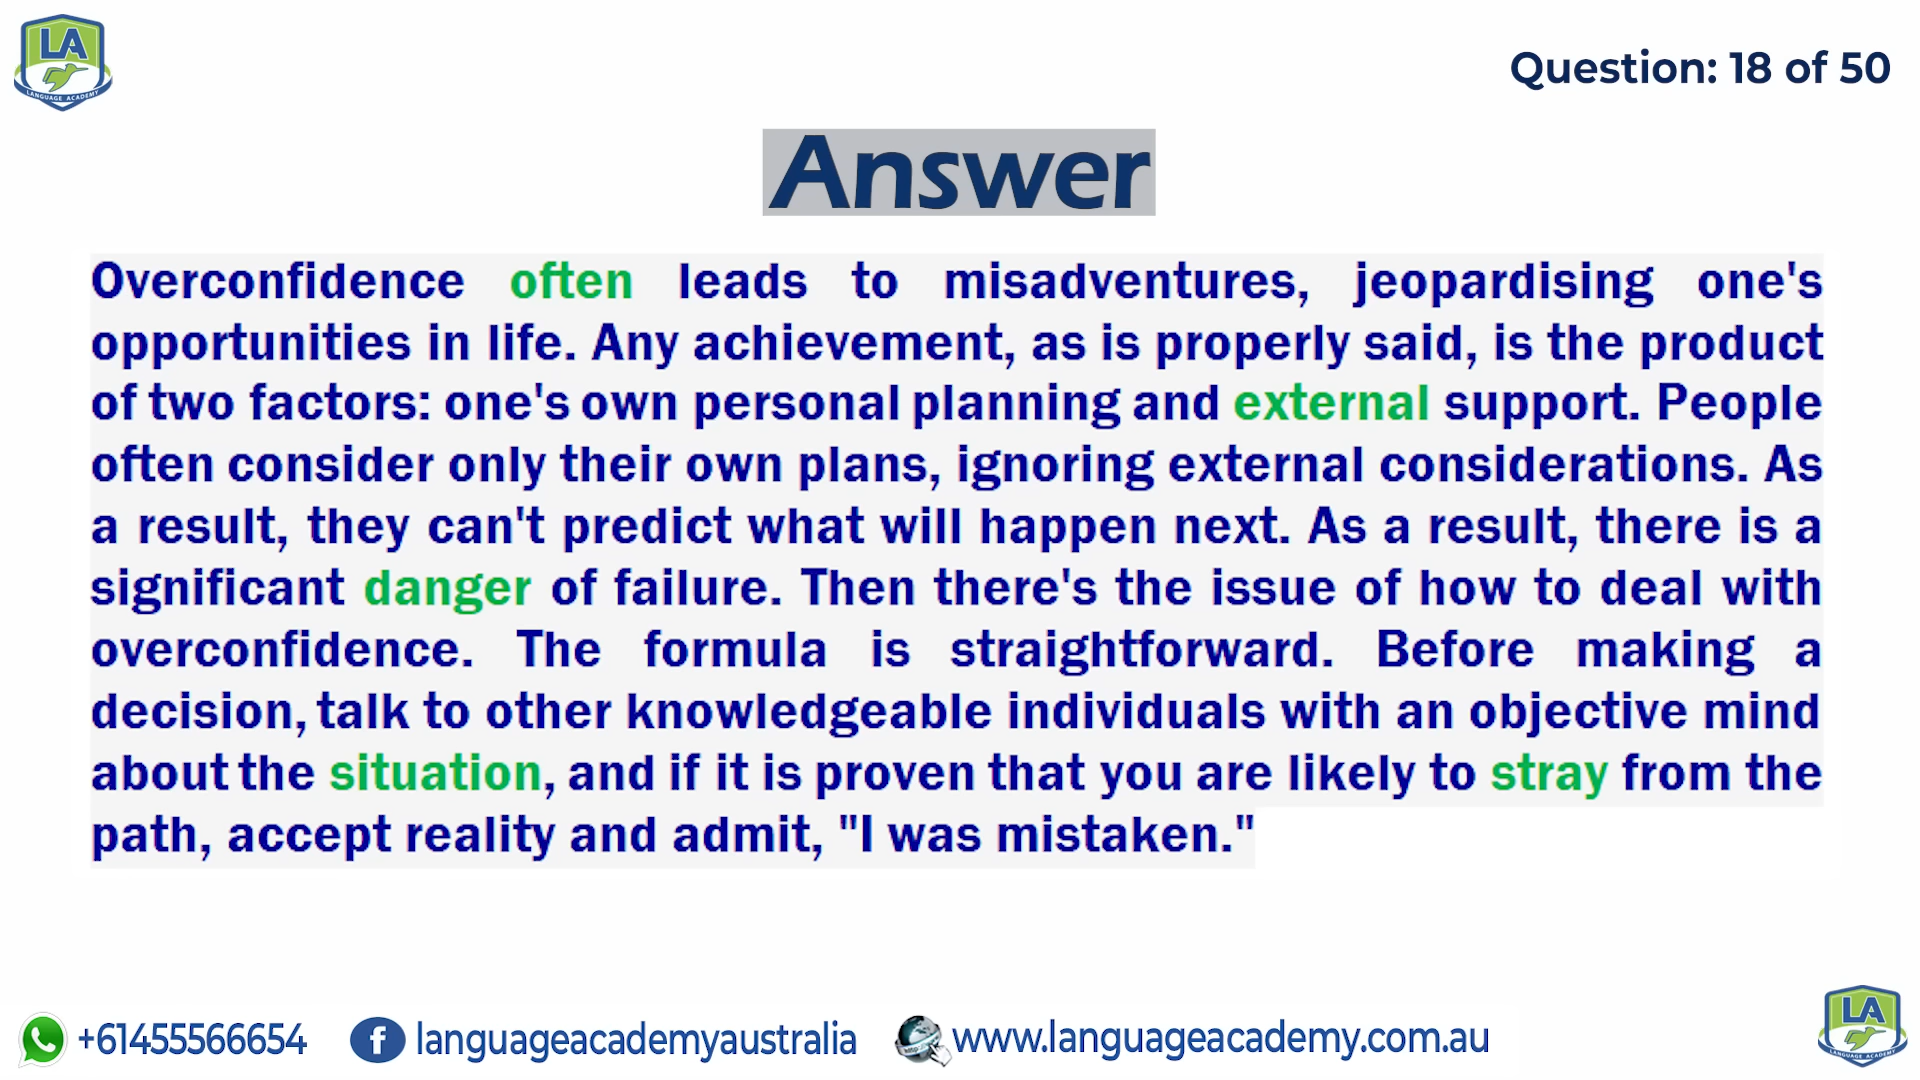 LA
LANGUAGE ACADEMY
Question: 18 of 50
Answer
Overconfidence often leads to misadventures, jeopardising one's
opportunities in life. Any achievement, as is properly said, is the product
of two factors: one's own personal planning and external support. People
often consider only their own plans, ignoring external considerations. As
a result, they can't predict what will happen next. As a result, there is a
significant danger of failure. Then there's the issue of how to deal with
overconfidence. The formula is straightforward. Before making a
decision, talk to other knowledgeable individuals with an objective mind
about the situation, and if it is proven that you are likely to stray from the
path, accept reality and admit, "I was mistaken."
+61455566654
f languageacademyaustralia
http:// www.languageacademy.com.au
LA
LANGUAGE ACADEMY